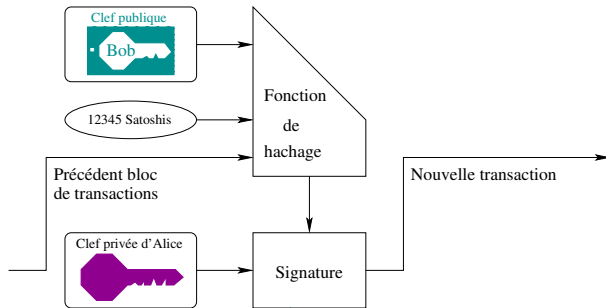 Clef publique
Bob
12345 Satoshis
Fonction
de
hachage
Précédent bloc
de transactions
Nouvelle transaction
Clef privée d'Alice
Signature